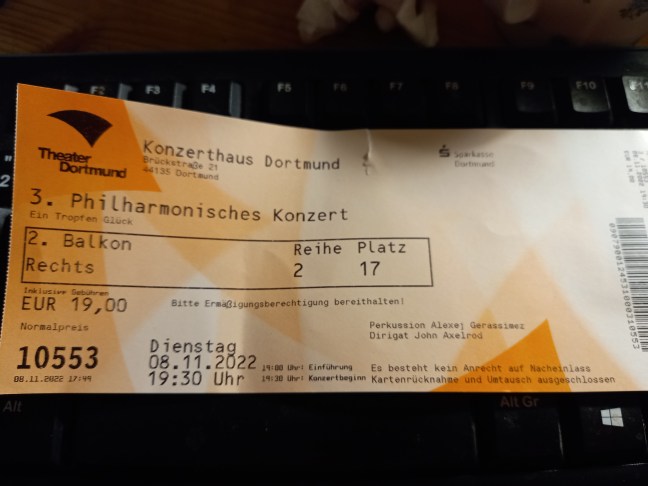 F2 F3 F4 F5 F6 F7 F8 F9 F10 F11
Theater
Dortmund
Konzerthaus Dortmund
Brückstraße 21
44135 Dortmund
Sparkasse
Dortmund
3. Philharmonisches Konzert
Ein Tropfen Glück
2. Balkon
Rechts
Reihe Platz
2 17
Inklusive Gebühren
EUR 19,00
Bitte Ermäßigungsberechtigung bereithalten!
Normalpreis
Perkussion Alexej Gerassimez
Dirigat John Axelrod
10553
08.11.2022 17:49
Dienstag
08.11.2022
19:30 Uhr
19:00 Uhr: Einführung
19:30 Uhr: Konzertbeginn
Es besteht kein Anrecht auf Nacheinlass
Kartenrücknahme und Umtausch ausgeschlossen
Alt
Alt Gr